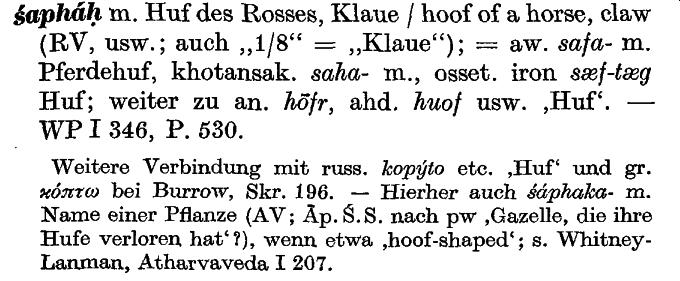 śapháḥ m. Huf des Rosses, Klaue / hoof of a horse, claw
(RV, usw.; auch „1/8“ = „Klaue“); = aw. safa- m.
Pferdehuf, khotansak. saha- m., osset. iron sæf-tæg
Huf; weiter zu an. hōfr, ahd. huof usw. ‚Huf‘. —
WP I 346, P. 530.
Weitere Verbindung mit russ. kopýto etc. ‚Huf‘ und gr.
κόπτω bei Burrow, Skr. 196. — Hierher auch śáphaka- m.
Name einer Pflanze (AV; Āp. Ś.S. nach pw ‚Gazelle, die ihre
Hufe verloren hat‘?), wenn etwa ‚hoof-shaped‘; s. Whitney-
Lanman, Atharvaveda I 207.